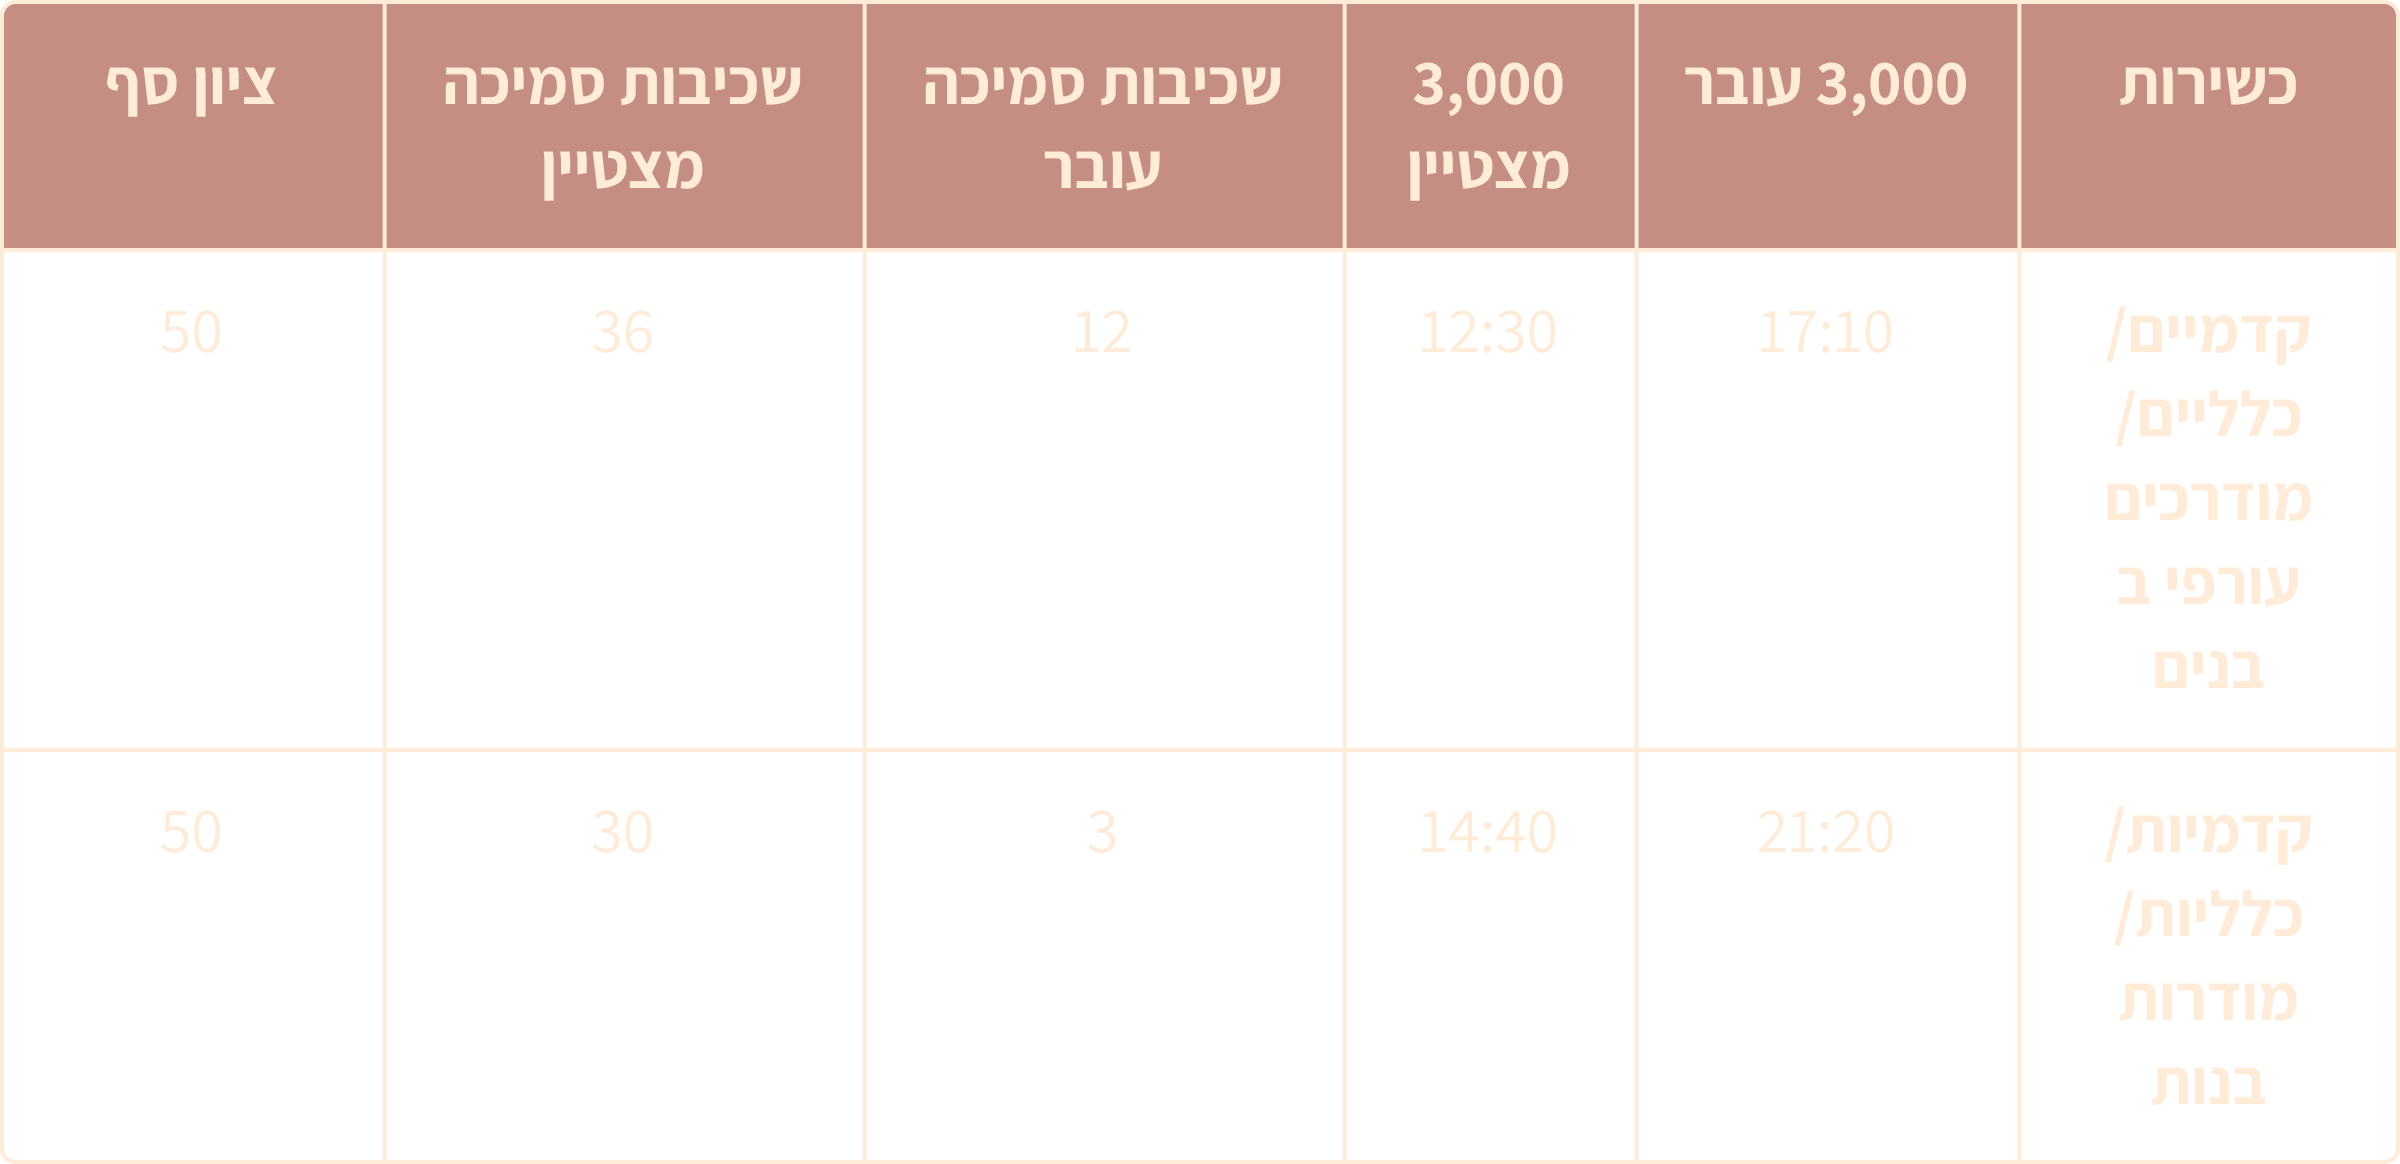 כשירות
3,000 עובר
3,000
מצטיין
שכיבות סמיכה
עובר
שכיבות סמיכה
מצטיין
ציון סף
קדמיים/
כלליים/
מודרכים
עורפי ב
בנים
17:10
12:30
12
36
50
קדמיות/
כלליות/
מודרות
בנות
21:20
14:40
3
30
50